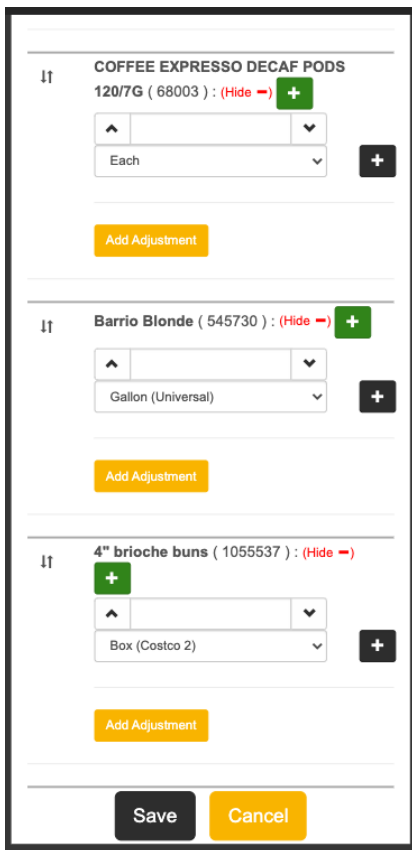 COFFEE EXPRESSO DECAF PODS
120/7G ( 68003 ) : (Hide −) +
Each
+
Add Adjustment
Barrio Blonde ( 545730 ) : (Hide −) +
Gallon (Universal)
+
Add Adjustment
4" brioche buns ( 1055537 ) : (Hide −)
+
Box (Costco 2)
+
Add Adjustment
Save Cancel